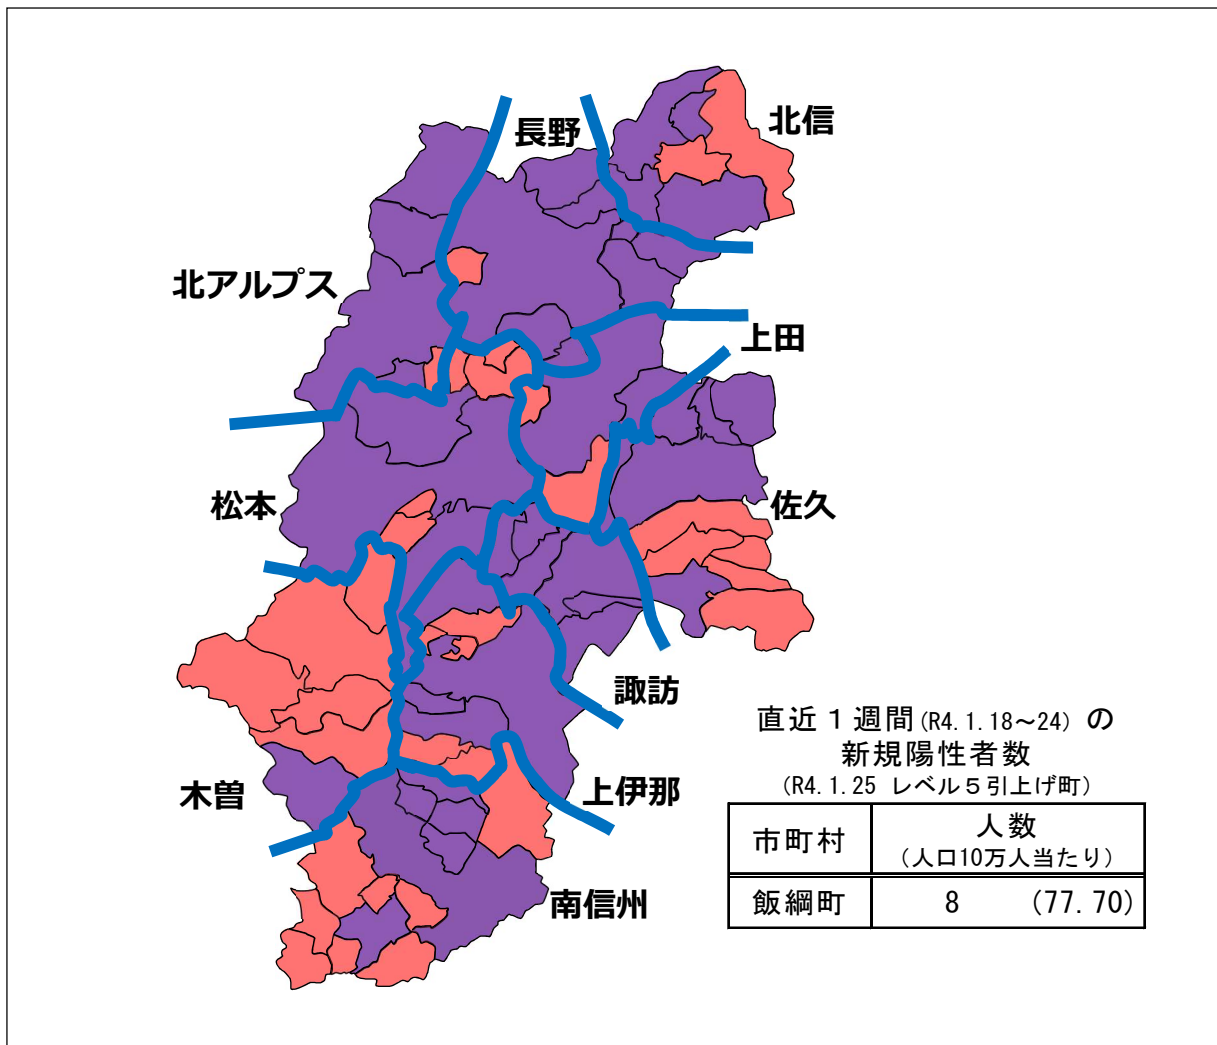 北信
長野
北アルプス
上田
松本
佐久
諏訪
木曽
上伊那
南信州
直近１週間(R4.1.18～24) の
新規陽性者数
(R4.1.25 レベル５引上げ町)
市町村
人数
(人口10万人当たり)
飯綱町 8 (77.70)